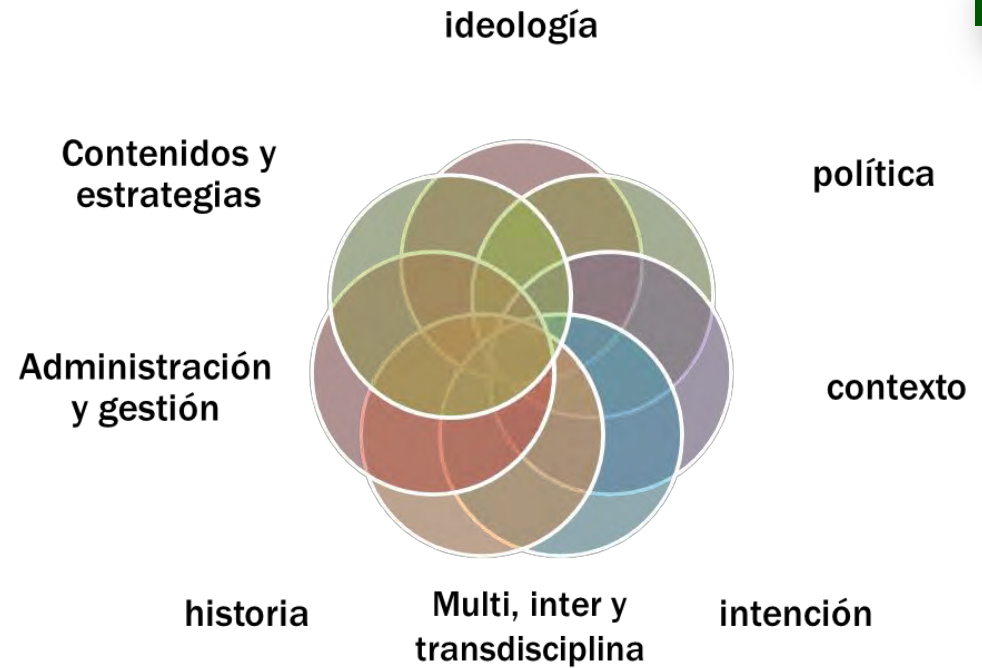 ideología
Contenidos y
estrategias
política
Administración
y gestión
contexto
historia
Multi, inter y
transdisciplina
intención